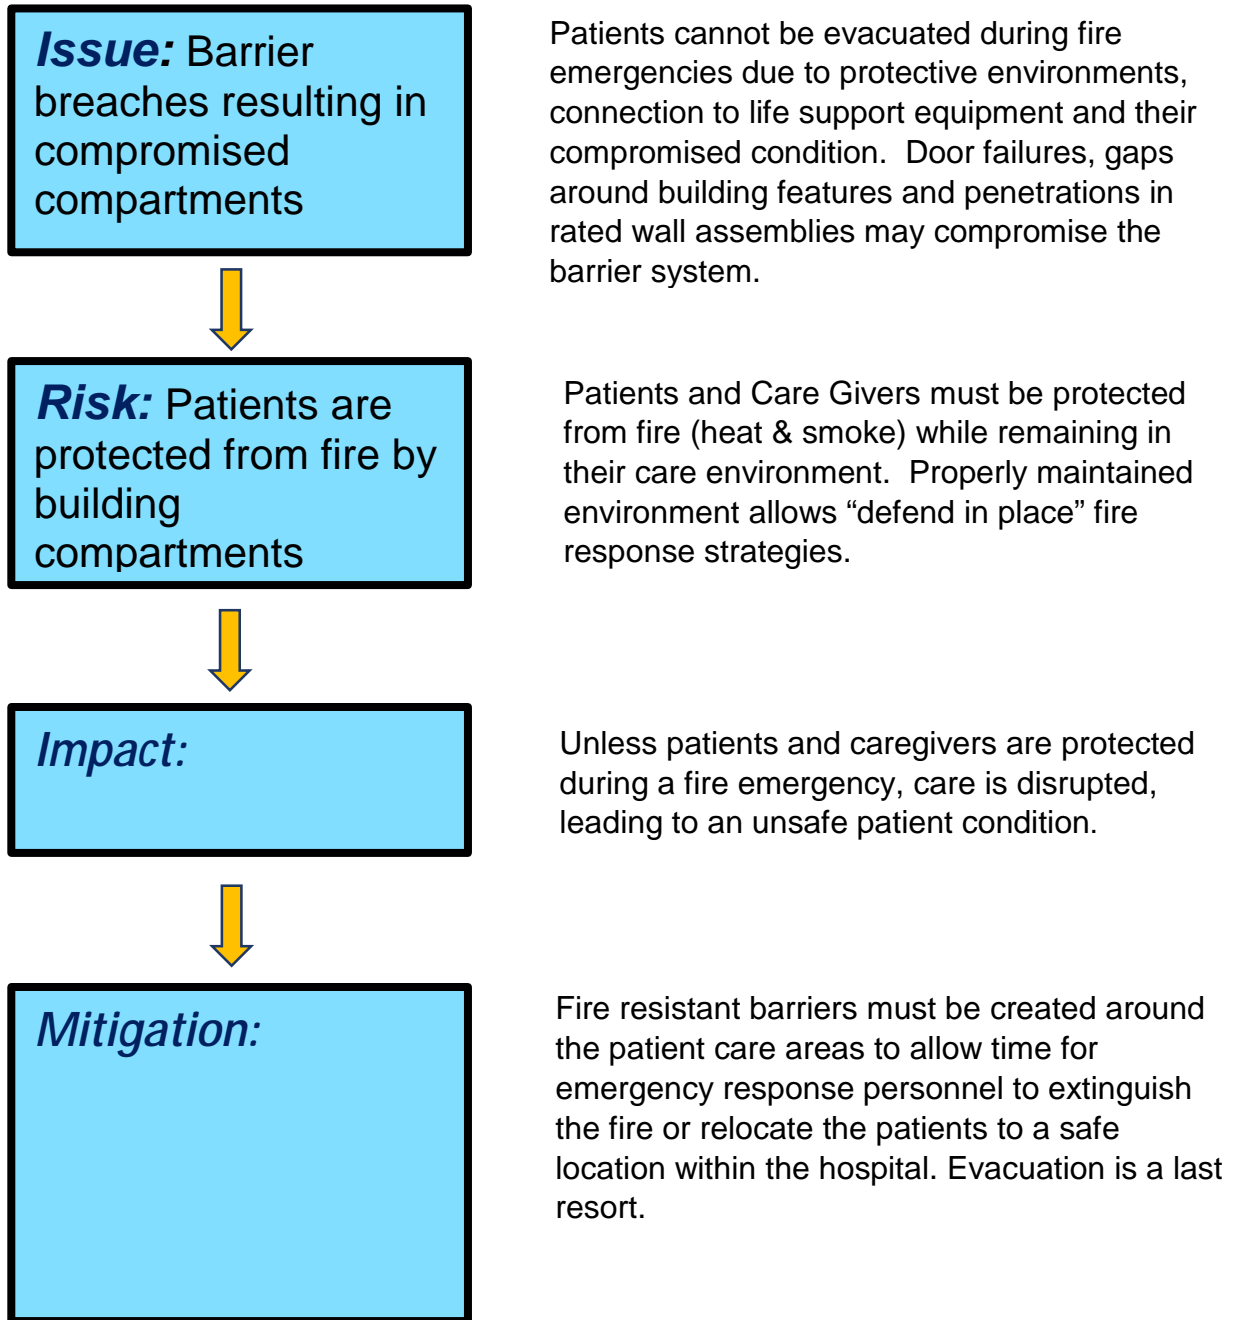 Issue: Barrier
breaches resulting in
compromised
compartments
Patients cannot be evacuated during fire
emergencies due to protective environments,
connection to life support equipment and their
compromised condition.  Door failures, gaps
around building features and penetrations in
rated wall assemblies may compromise the
barrier system.
Risk: Patients are
protected from fire by
building
compartments
Patients and Care Givers must be protected
from fire (heat & smoke) while remaining in
their care environment.  Properly maintained
environment allows “defend in place” fire
response strategies.
Impact:
Unless patients and caregivers are protected
during a fire emergency, care is disrupted,
leading to an unsafe patient condition.
Mitigation:
Fire resistant barriers must be created around
the patient care areas to allow time for
emergency response personnel to extinguish
the fire or relocate the patients to a safe
location within the hospital. Evacuation is a last
resort.